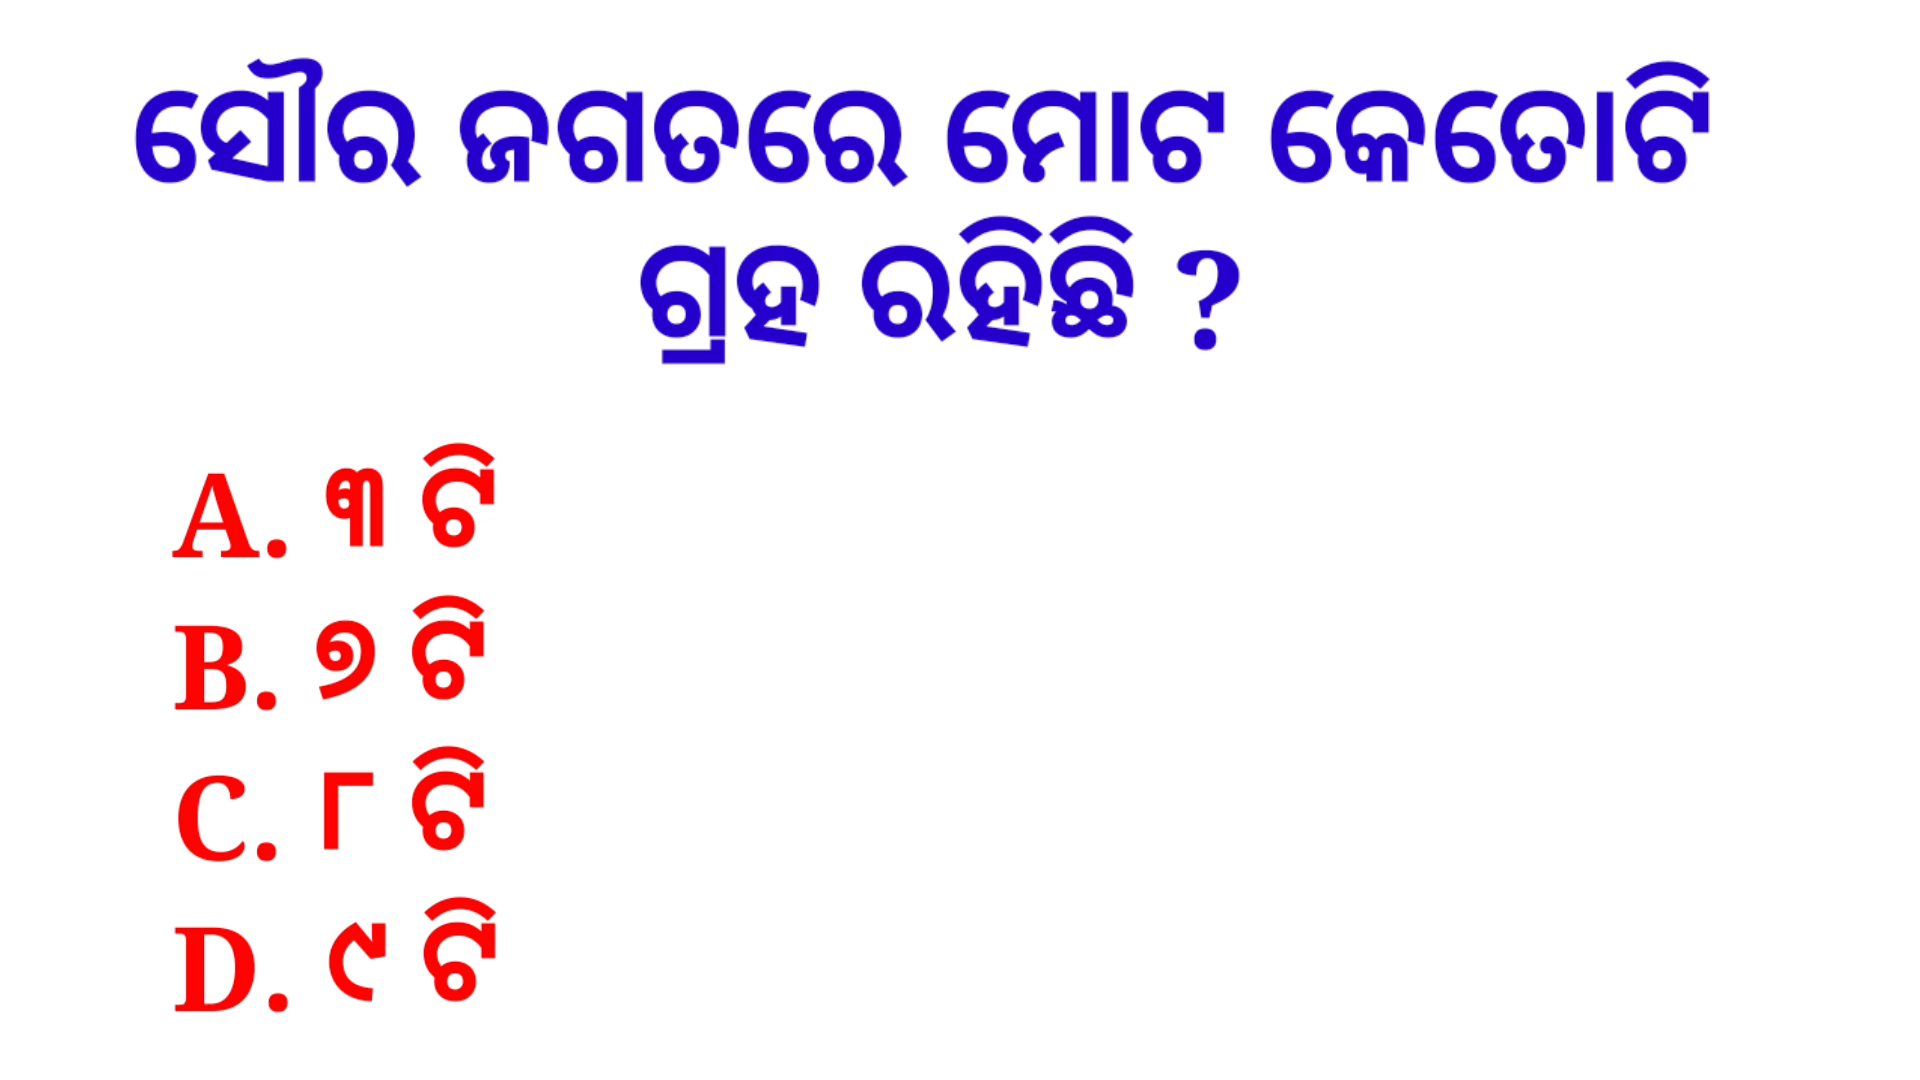 ସୌର ଜଗତରେ ମୋଟ କେତୋଟି
ଗ୍ରହ ରହିଛି ?
A. ୩ ଟି
B. ୭ ଟି
C. ୮ ଟି
D. ୯ ଟି